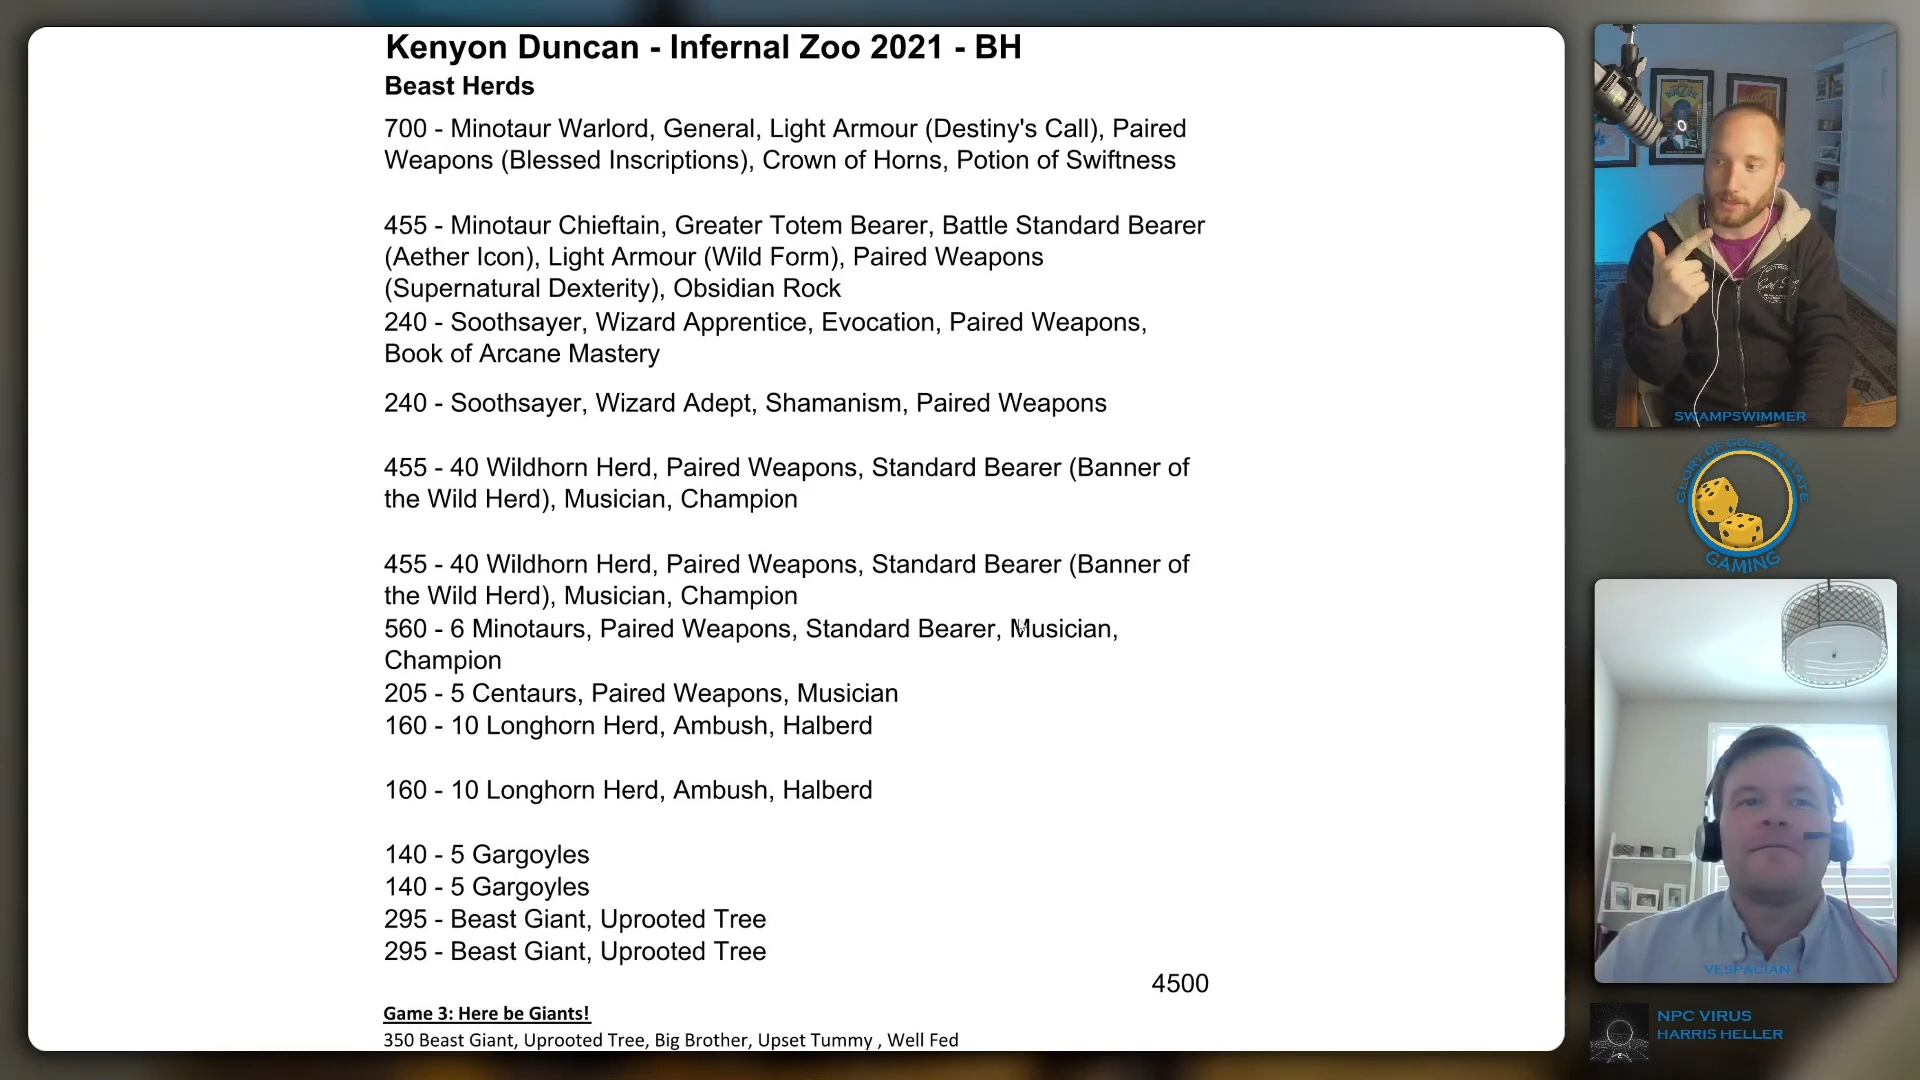 Kenyon Duncan - Infernal Zoo 2021 - BH
Beast Herds
700 - Minotaur Warlord, General, Light Armour (Destiny's Call), Paired
Weapons (Blessed Inscriptions), Crown of Horns, Potion of Swiftness
455 - Minotaur Chieftain, Greater Totem Bearer, Battle Standard Bearer
(Aether Icon), Light Armour (Wild Form), Paired Weapons
(Supernatural Dexterity), Obsidian Rock
240 - Soothsayer, Wizard Apprentice, Evocation, Paired Weapons,
Book of Arcane Mastery
240 - Soothsayer, Wizard Adept, Shamanism, Paired Weapons
455 - 40 Wildhorn Herd, Paired Weapons, Standard Bearer (Banner of
the Wild Herd), Musician, Champion
455 - 40 Wildhorn Herd, Paired Weapons, Standard Bearer (Banner of
the Wild Herd), Musician, Champion
560 - 6 Minotaurs, Paired Weapons, Standard Bearer, Musician,
Champion
205 - 5 Centaurs, Paired Weapons, Musician
160 - 10 Longhorn Herd, Ambush, Halberd
160 - 10 Longhorn Herd, Ambush, Halberd
140 - 5 Gargoyles
140 - 5 Gargoyles
295 - Beast Giant, Uprooted Tree
295 - Beast Giant, Uprooted Tree
4500
Game 3: Here be Giants!
350 Beast Giant, Uprooted Tree, Big Brother, Upset Tummy , Well Fed
SWAMPSWIMMER
GLORY OF GOLDEN STATE
GAMING
VESPACIAN
NPC VIRUS
HARRIS HELLER